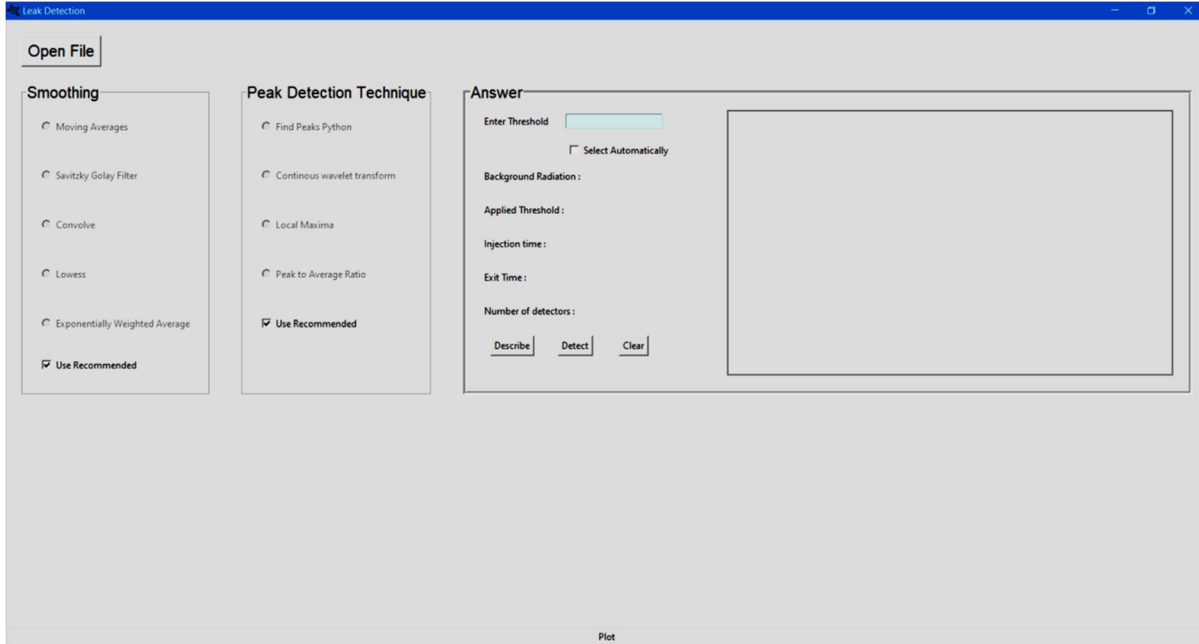 Leak Detection
Open File
Smoothing
Moving Averages
Savitzky Golay Filter
Convolve
Lowess
Exponentially Weighted Average
Use Recommended
Peak Detection Technique
Find Peaks Python
Continous wavelet transform
Local Maxima
Peak to Average Ratio
Use Recommended
Answer
Enter Threshold
Select Automatically
Background Radiation :
Applied Threshold :
Injection time :
Exit Time :
Number of detectors :
Describe Detect Clear
Plot